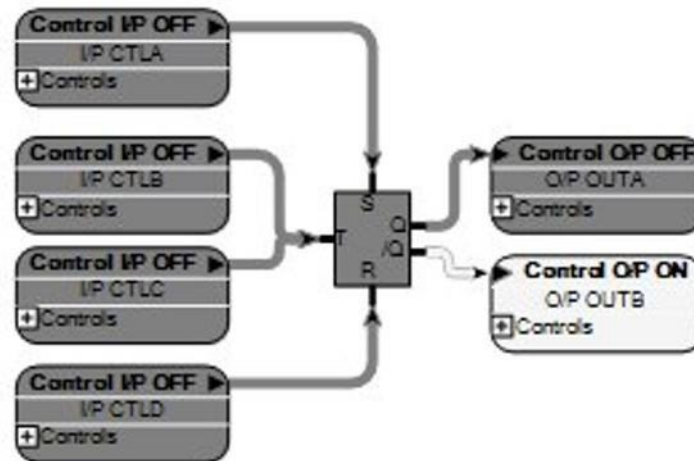 Control I/P OFF
I/P CTLA
+ Controls
Control I/P OFF
I/P CTLB
+ Controls
Control I/P OFF
I/P CTLC
+ Controls
Control I/P OFF
I/P CTLD
+ Controls
S
T
Q
/Q
R
Control O/P OFF
O/P OUTA
+ Controls
Control O/P ON
O/P OUTB
+ Controls